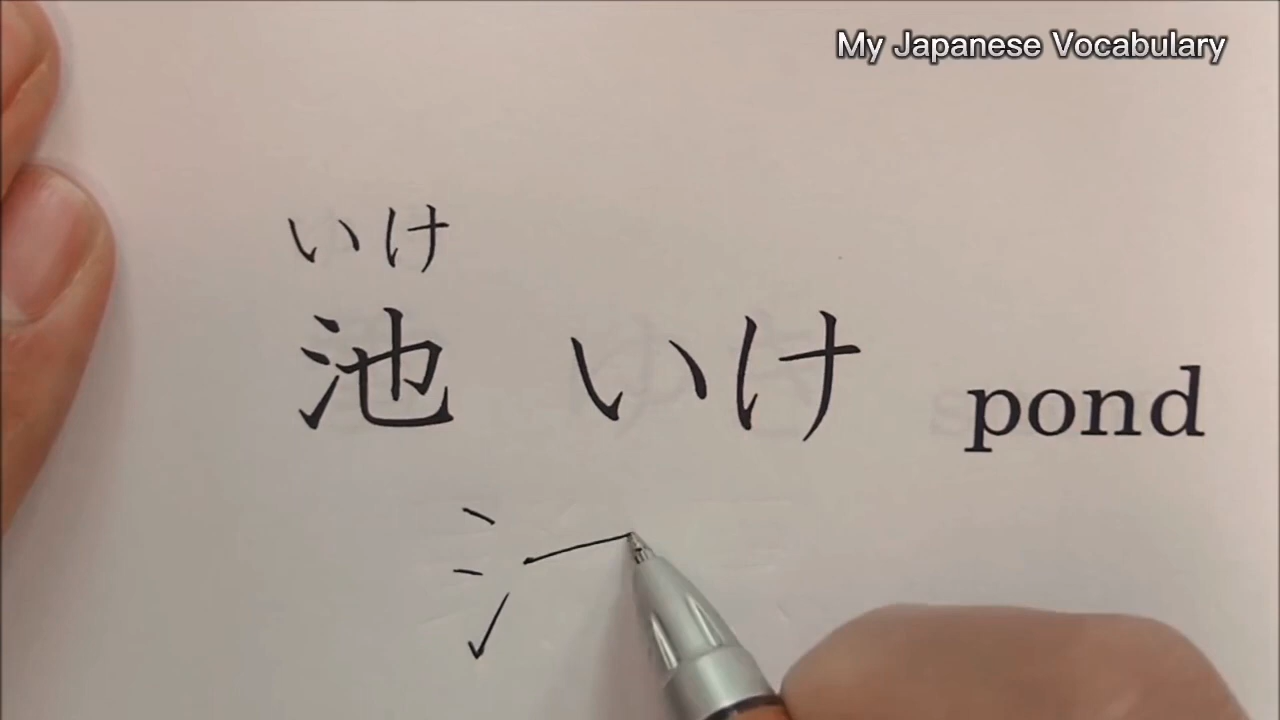 My Japanese Vocabulary
いけ
池 いけ pond